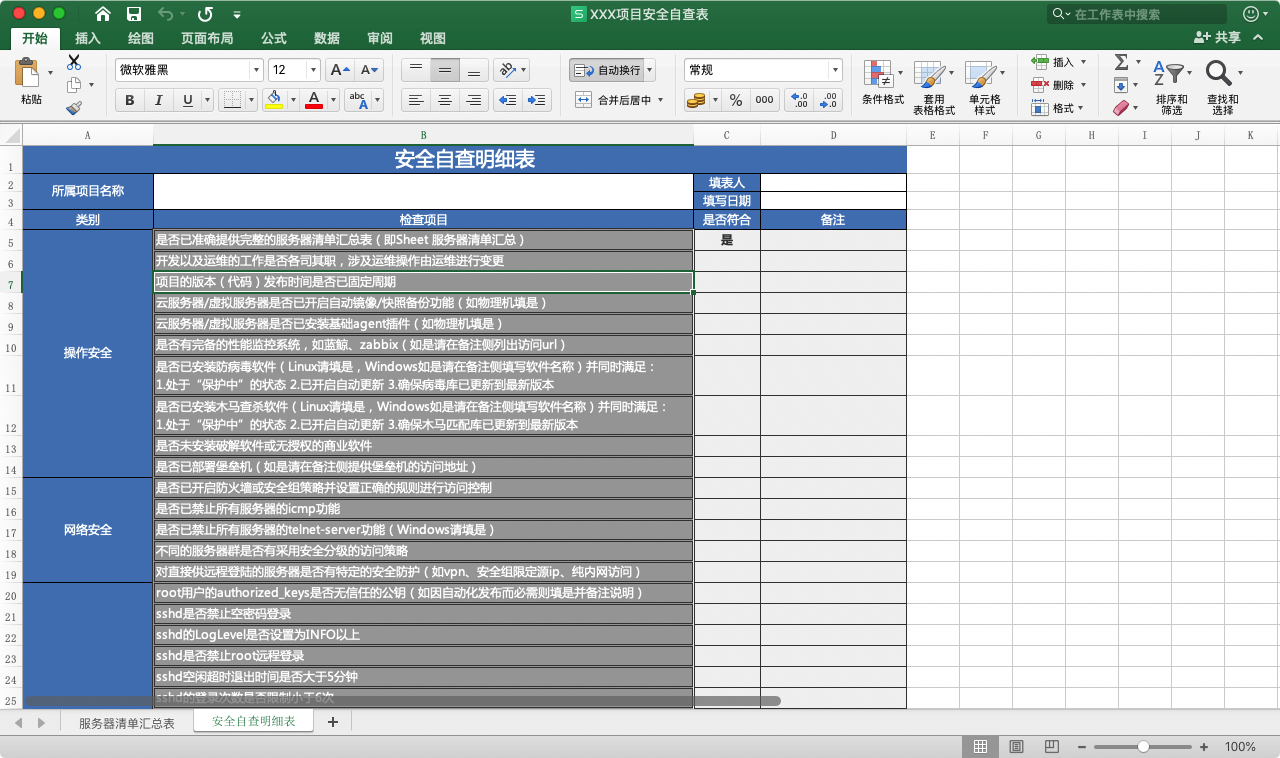 XXX项目安全自查表
在工作表中搜索
开始 插入 绘图 页面布局 公式 数据 审阅 视图
共享
粘贴
微软雅黑 12
B I U
自动换行
合并后居中
常规
% 000
条件格式
套用
表格格式
单元格
样式
插入
删除
格式
排序和
筛选
查找和
选择
A B C D E F G H I J K
1 安全自查明细表
2 所属项目名称 填表人
3 填写日期
4 类别 检查项目 是否符合 备注
5 是否已准确提供完整的服务器清单汇总表（即Sheet 服务器清单汇总） 是
6 开发以及运维的工作是否各司其职，涉及运维操作由运维进行变更
7 项目的版本（代码）发布时间是否已固定周期
8 云服务器/虚拟服务器是否已开启自动镜像/快照备份功能（如物理机填是）
9 云服务器/虚拟服务器是否已安装基础agent插件（如物理机填是）
10 操作安全 是否有完备的性能监控系统，如蓝鲸、zabbix（如是请在备注侧列出访问url）
11 是否已安装防病毒软件（Linux请填是，Windows如是请在备注侧填写软件名称）并同时满足：
1.处于“保护中”的状态 2.已开启自动更新 3.确保病毒库已更新到最新版本
12 是否已安装木马查杀软件（Linux请填是，Windows如是请在备注侧填写软件名称）并同时满足：
1.处于“保护中”的状态 2.已开启自动更新 3.确保木马匹配库已更新到最新版本
13 是否未安装破解软件或无授权的商业软件
14 是否已部署堡垒机（如是请在备注侧提供堡垒机的访问地址）
15 是否已开启防火墙或安全组策略并设置正确的规则进行访问控制
16 是否已禁止所有服务器的icmp功能
17 网络安全 是否已禁止所有服务器的telnet-server功能（Windows请填是）
18 不同的服务器群是否有采用安全分级的访问策略
19 对直接供远程登陆的服务器是否有特定的安全防护（如vpn、安全组限定源ip、纯内网访问）
20 root用户的authorized_keys是否无信任的公钥（如因自动化发布而必需则填是并备注说明）
21 sshd是否禁止空密码登录
22 sshd的LogLevel是否设置为INFO以上
23 sshd是否禁止root远程登录
24 sshd空闲超时退出时间是否大于5分钟
25 sshd的登录次数是否限制小于6次
服务器清单汇总表 安全自查明细表
100%